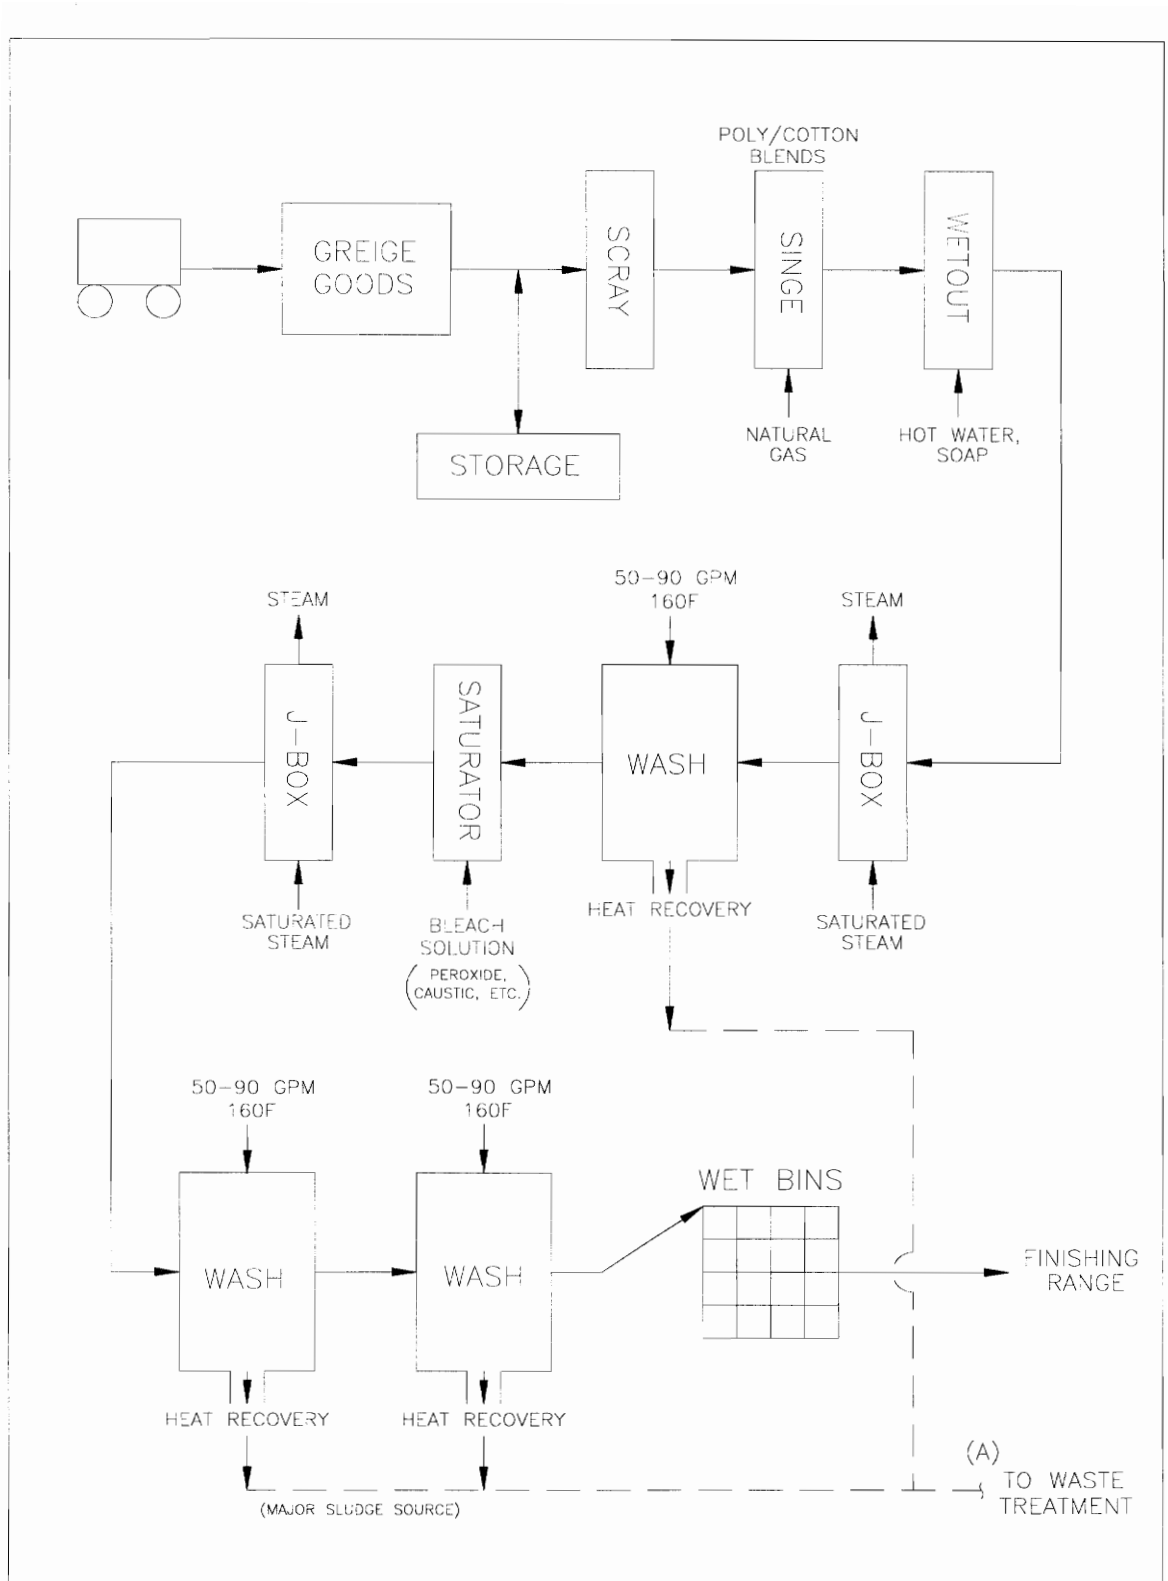 POLY/COTTON
BLENDS
GREIGE
GOODS
SCRAY
SINGE
WETOUT
STORAGE
NATURAL
GAS
HOT WATER,
SOAP
STEAM
50-90 GPM
160F
STEAM
J-BOX
SATURATOR
WASH
J-BOX
SATURATED
STEAM
BLEACH
SOLUTION
(PEROXIDE,
CAUSTIC, ETC.)
HEAT RECOVERY
SATURATED
STEAM
50-90 GPM
160F
50-90 GPM
160F
WET BINS
WASH
WASH
FINISHING
RANGE
HEAT RECOVERY
HEAT RECOVERY
(MAJOR SLUDGE SOURCE)
(A)
TO WASTE
TREATMENT